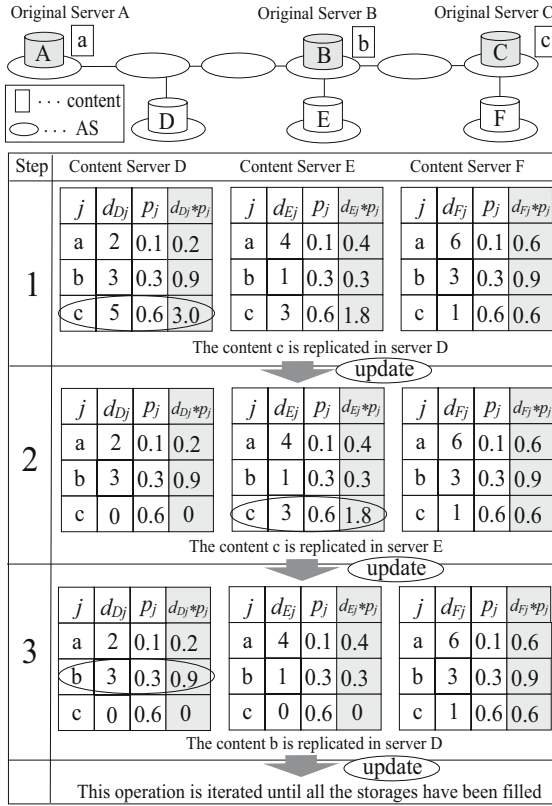 Original Server A Original Server B Original Server C
A a B b C c
D E F
··· content
··· AS
Step Content Server D Content Server E Content Server F
1
j dDj pj dDj*pj j dEj pj dEj*pj j dFj pj dFj*pj
a 2 0.1 0.2 a 4 0.1 0.4 a 6 0.1 0.6
b 3 0.3 0.9 b 1 0.3 0.3 b 3 0.3 0.9
c 5 0.6 3.0 c 3 0.6 1.8 c 1 0.6 0.6
The content c is replicated in server D
update
2
j dDj pj dDj*pj j dEj pj dEj*pj j dFj pj dFj*pj
a 2 0.1 0.2 a 4 0.1 0.4 a 6 0.1 0.6
b 3 0.3 0.9 b 1 0.3 0.3 b 3 0.3 0.9
c 0 0.6 0 c 3 0.6 1.8 c 1 0.6 0.6
The content c is replicated in server E
update
3
j dDj pj dDj*pj j dEj pj dEj*pj j dFj pj dFj*pj
a 2 0.1 0.2 a 4 0.1 0.4 a 6 0.1 0.6
b 3 0.3 0.9 b 1 0.3 0.3 b 3 0.3 0.9
c 0 0.6 0 c 0 0.6 0 c 1 0.6 0.6
The content b is replicated in server D
update
This operation is iterated until all the storages have been filled